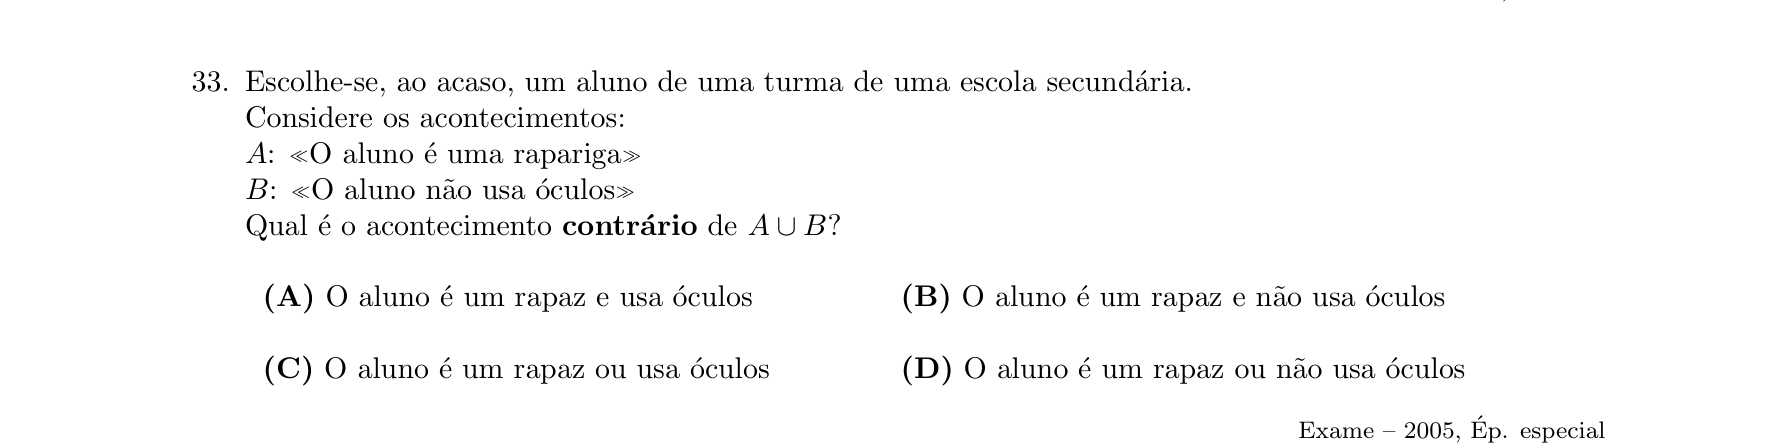 33. Escolhe-se, ao acaso, um aluno de uma turma de uma escola secundária.
Considere os acontecimentos:
A: ≪O aluno é uma rapariga≫
B: ≪O aluno não usa óculos≫
Qual é o acontecimento contrário de A ∪ B?
(A) O aluno é um rapaz e usa óculos
(B) O aluno é um rapaz e não usa óculos
(C) O aluno é um rapaz ou usa óculos
(D) O aluno é um rapaz ou não usa óculos
Exame – 2005, Ép. especial